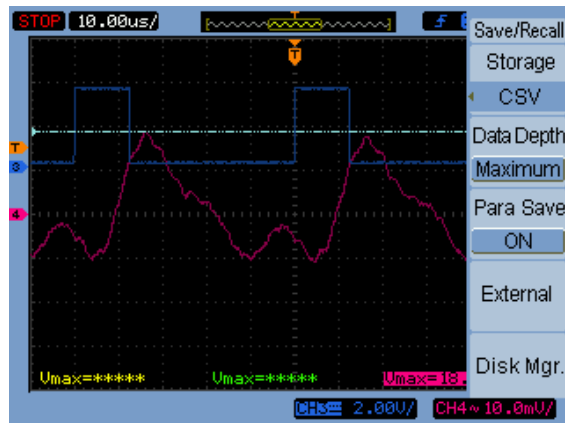 STOP 10.00us/
Save/Recall
Storage
CSV
Data Depth
Maximum
Para Save
ON
External
Disk Mgr.
T
T
3
4
Vmax=***** Vmax=***** Vmax=18.
CH3 2.00V/ CH4~ 10.0mV/